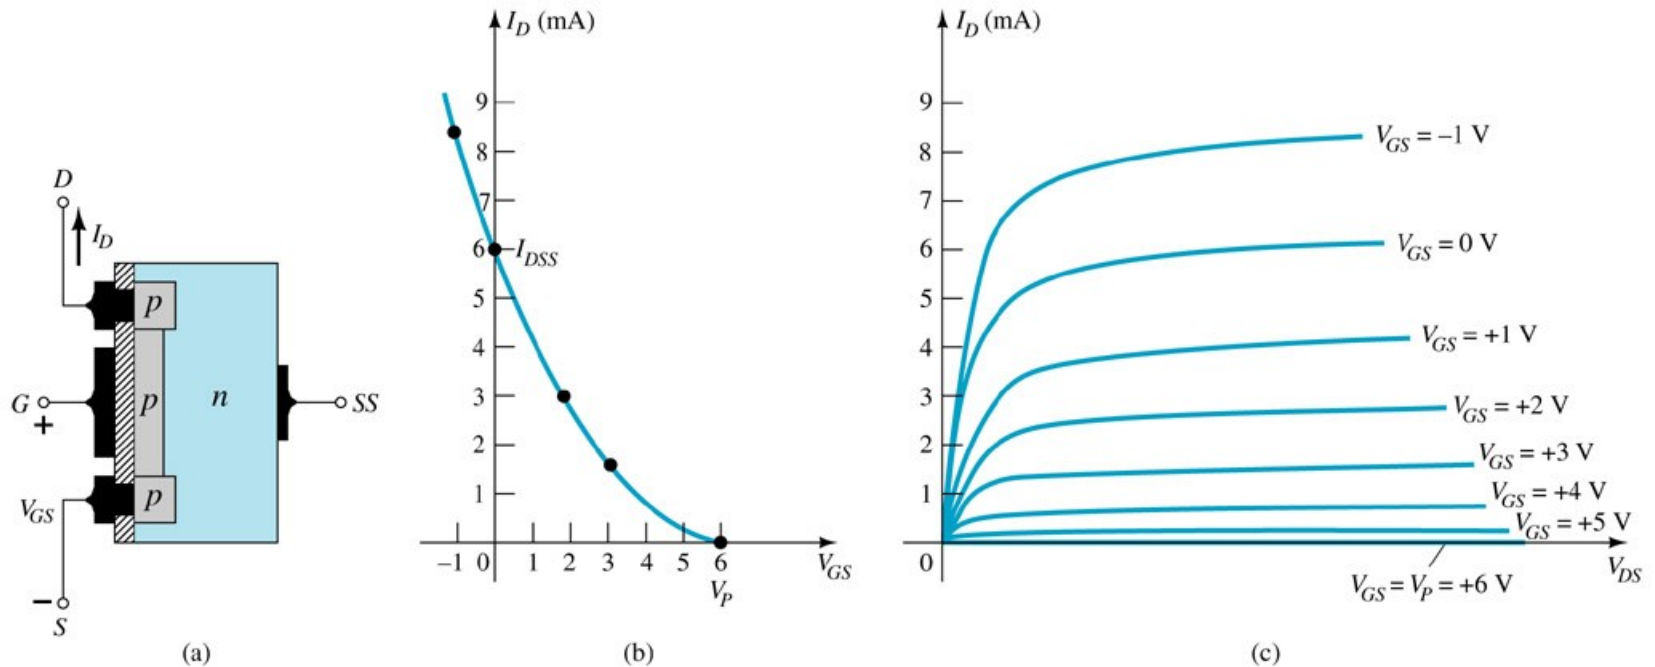 D
I_D
p
G
+
p
n
SS
p
V_GS
–
S
(a)
I_D (mA)
9
8
7
6
I_DSS
5
4
3
2
1
–1 0 1 2 3 4 5 6
V_GS
V_P
(b)
I_D (mA)
9
8
7
6
5
4
3
2
1
0
V_GS = –1 V
V_GS = 0 V
V_GS = +1 V
V_GS = +2 V
V_GS = +3 V
V_GS = +4 V
V_GS = +5 V
V_DS
V_GS = V_P = +6 V
(c)